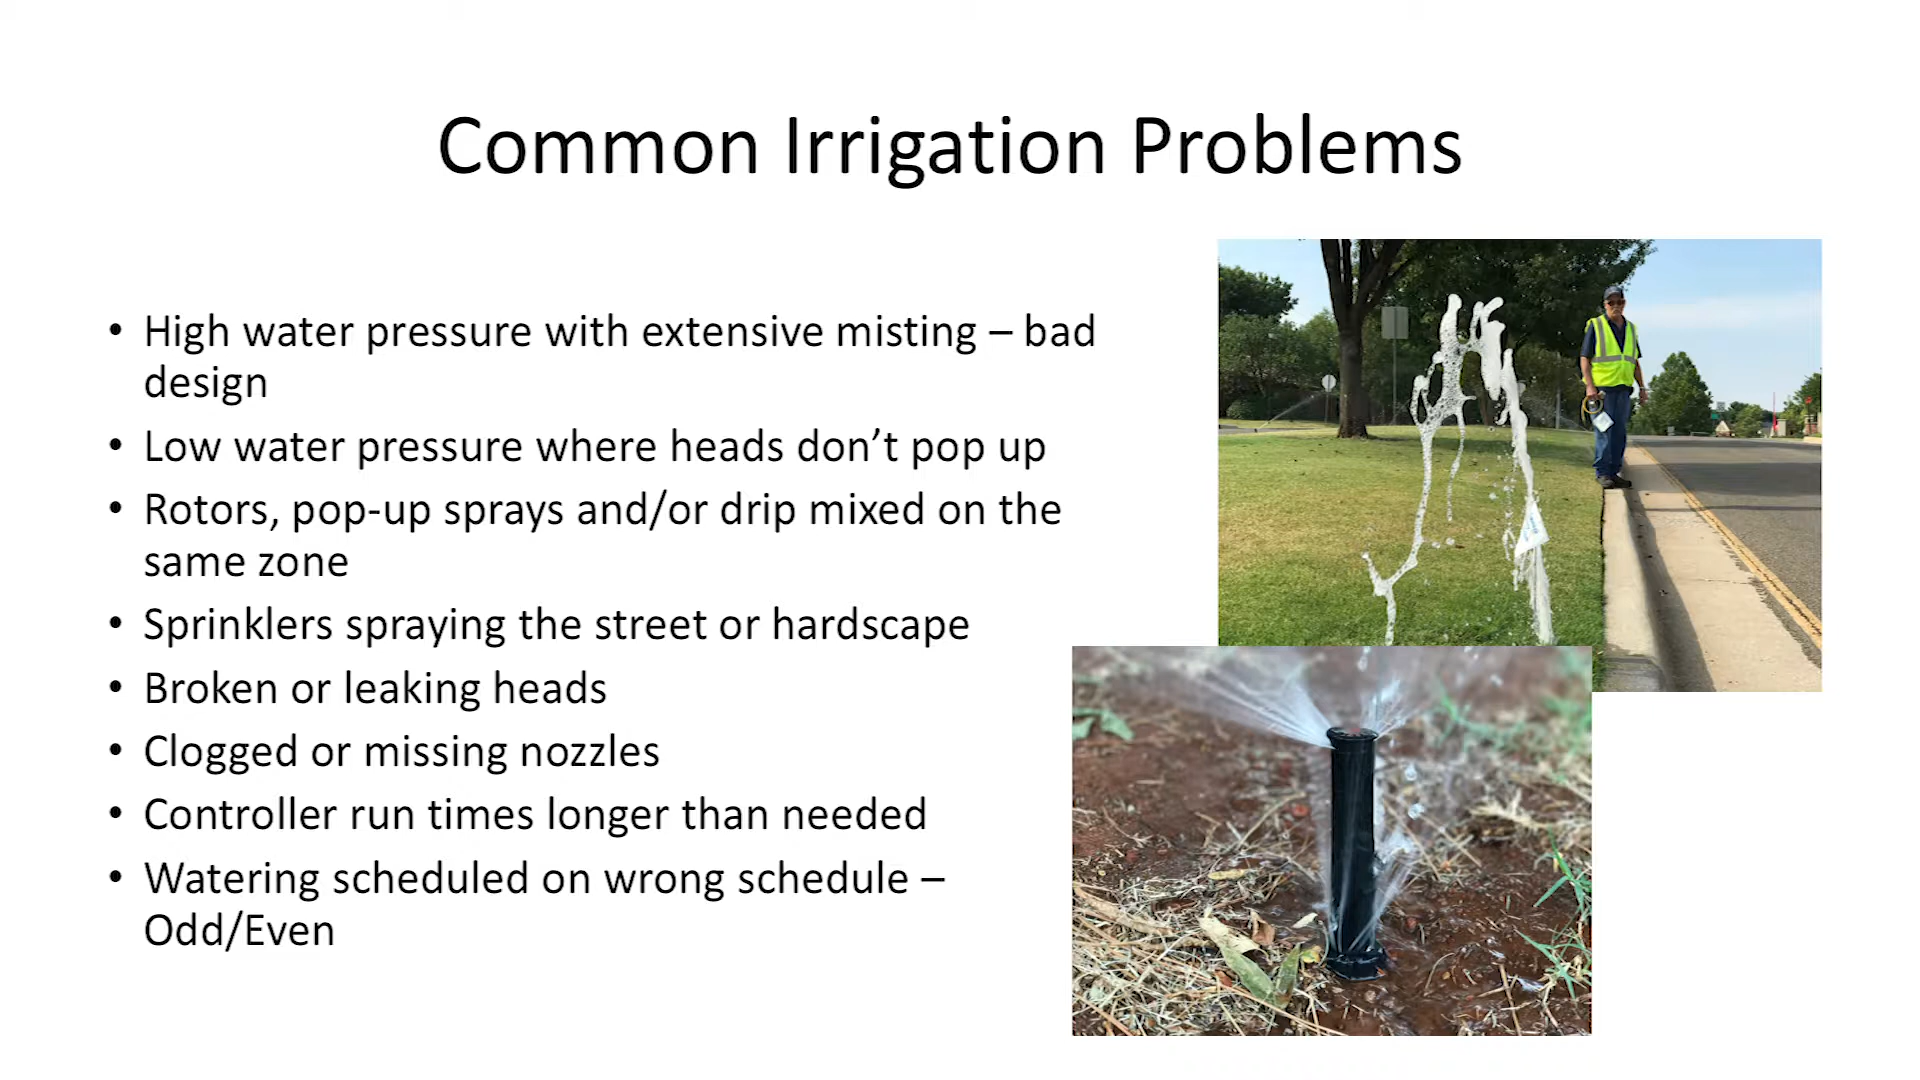 Common Irrigation Problems
• High water pressure with extensive misting – bad
design
• Low water pressure where heads don’t pop up
• Rotors, pop-up sprays and/or drip mixed on the
same zone
• Sprinklers spraying the street or hardscape
• Broken or leaking heads
• Clogged or missing nozzles
• Controller run times longer than needed
• Watering scheduled on wrong schedule –
Odd/Even